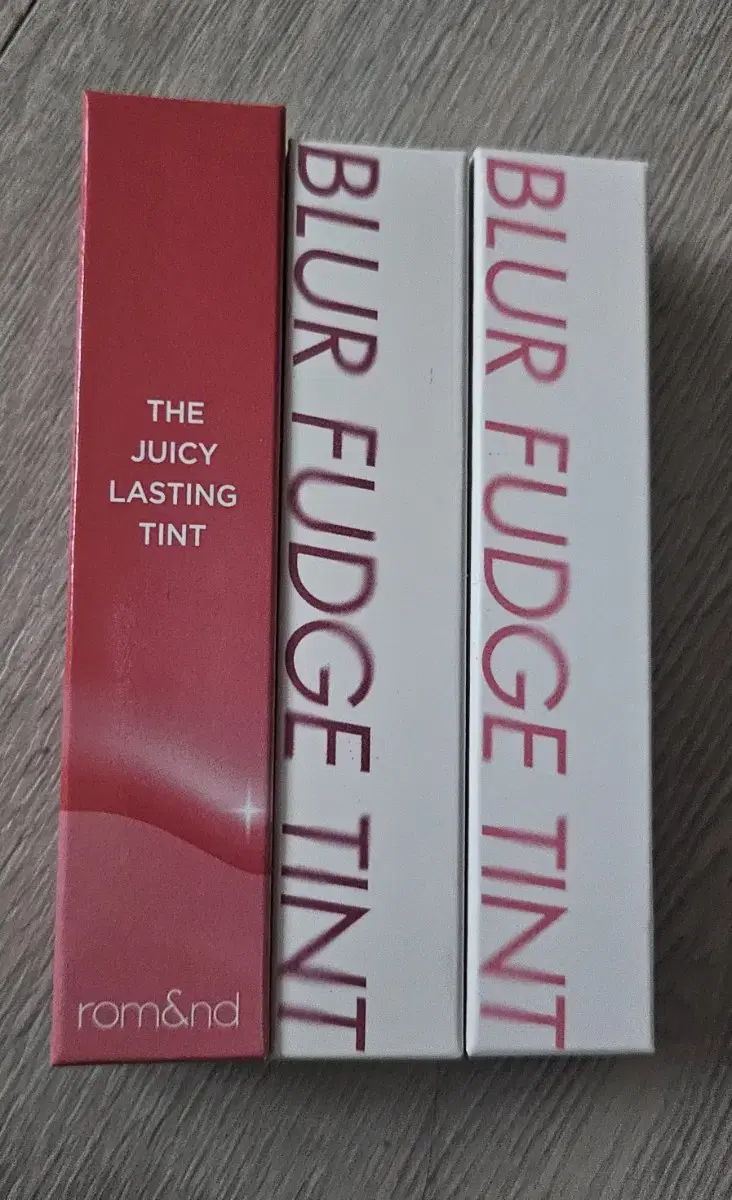 THE
JUICY
LASTING
TINT
rom&nd
BLUR FUDGE TINT
BLUR FUDGE TINT